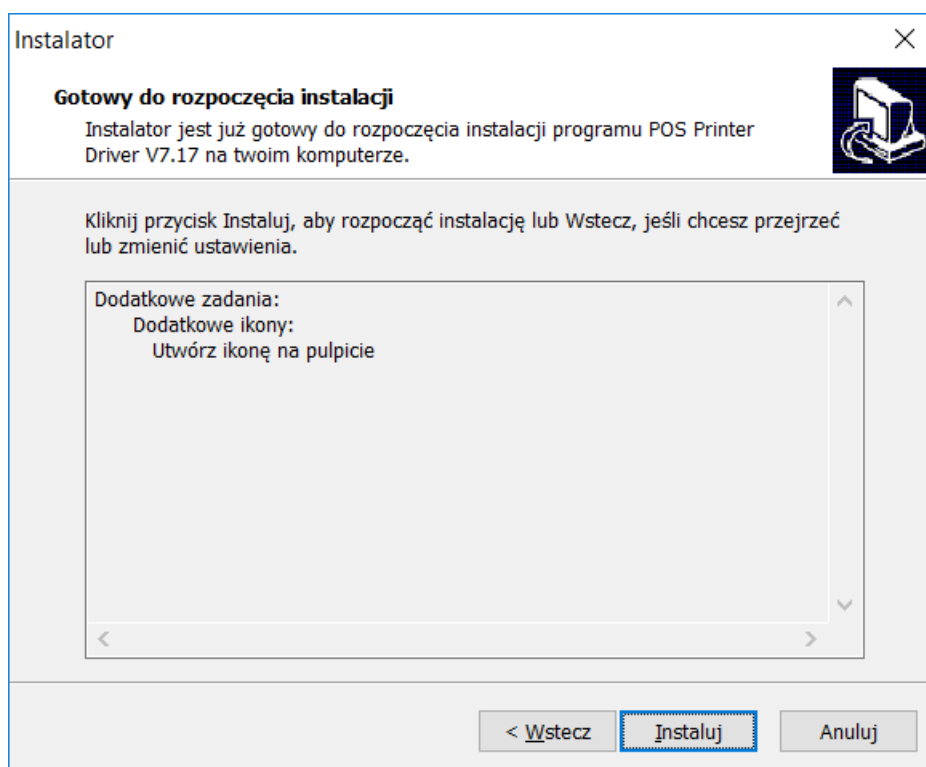 Instalator
Gotowy do rozpoczęcia instalacji
Instalator jest już gotowy do rozpoczęcia instalacji programu POS Printer
Driver V7.17 na twoim komputerze.
Kliknij przycisk Instaluj, aby rozpocząć instalację lub Wstecz, jeśli chcesz przejrzeć
lub zmienić ustawienia.
Dodatkowe zadania:
Dodatkowe ikony:
Utwórz ikonę na pulpicie
< Wstecz
Instaluj
Anuluj